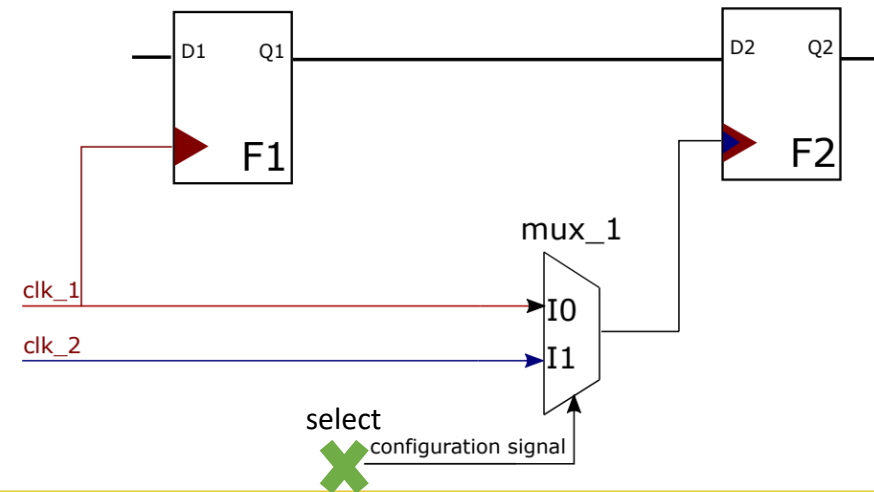 D1 Q1
F1
D2 Q2
F2
mux_1
clk_1
I0
clk_2
I1
select
configuration signal